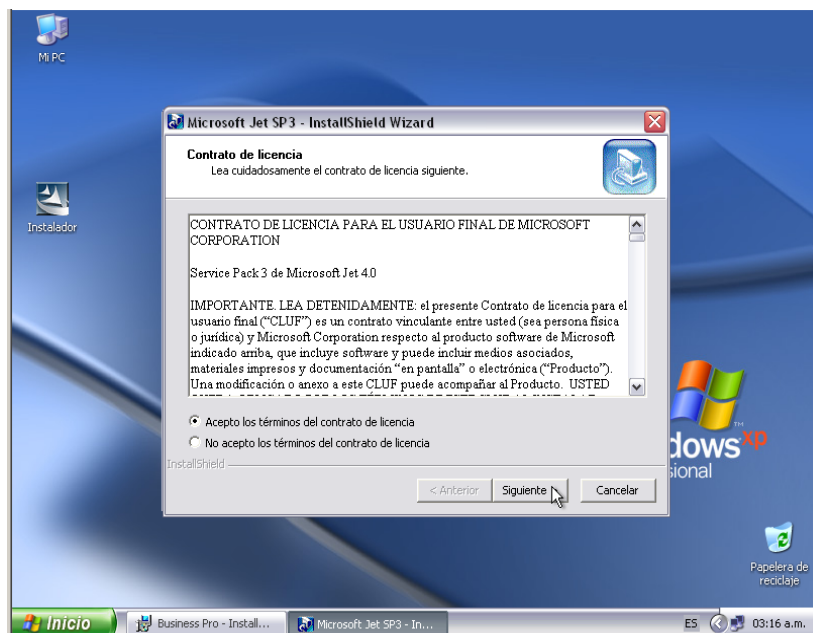 Mi PC
Microsoft Jet SP3 - InstallShield Wizard
Contrato de licencia
Lea cuidadosamente el contrato de licencia siguiente.
Instalador
CONTRATO DE LICENCIA PARA EL USUARIO FINAL DE MICROSOFT
CORPORATION
Service Pack 3 de Microsoft Jet 4.0
IMPORTANTE. LEA DETENIDAMENTE: el presente Contrato de licencia para el
usuario final (“CLUF”) es un contrato vinculante entre usted (sea persona física
o jurídica) y Microsoft Corporation respecto al producto software de Microsoft
indicado arriba, que incluye software y puede incluir medios asociados,
materiales impresos y documentación “en pantalla” o electrónica (“Producto”).
Una modificación o anexo a este CLUF puede acompañar al Producto. USTED
Acepto los términos del contrato de licencia
No acepto los términos del contrato de licencia
InstallShield
< Anterior
Siguiente
Cancelar
TM
dows xp
sional
Papelera de
reciclaje
Inicio
Business Pro - Install...
Microsoft Jet SP3 - In...
ES
03:16 a.m.